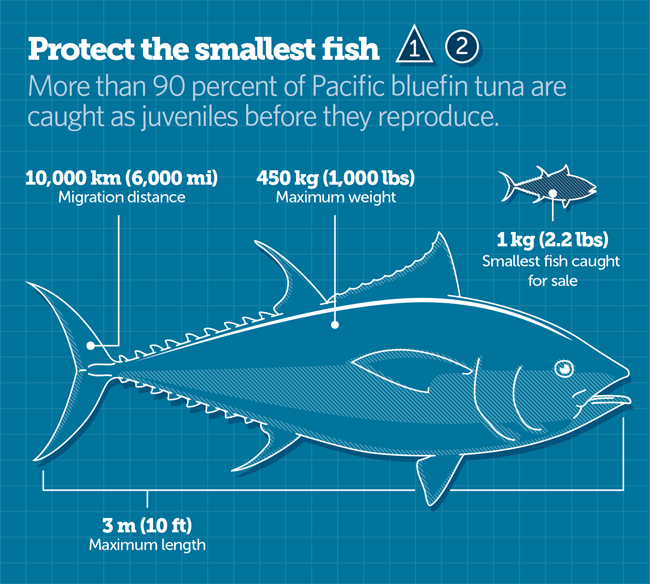 Protect the smallest fish 1 2
More than 90 percent of Pacific bluefin tuna are
caught as juveniles before they reproduce.
10,000 km (6,000 mi)
Migration distance
450 kg (1,000 lbs)
Maximum weight
1 kg (2.2 lbs)
Smallest fish caught
for sale
3 m (10 ft)
Maximum length